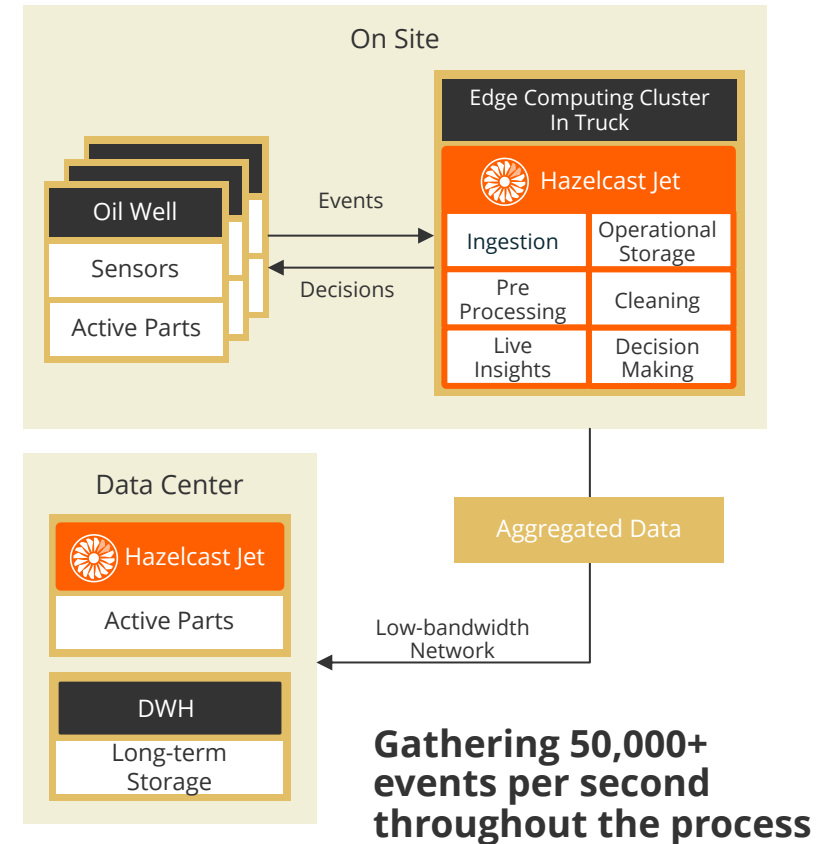 On Site
Edge Computing Cluster
In Truck
Hazelcast Jet
Oil Well
Sensors
Active Parts
Events
Decisions
Ingestion
Operational
Storage
Pre
Processing
Cleaning
Live
Insights
Decision
Making
Data Center
Hazelcast Jet
Active Parts
DWH
Long-term
Storage
Aggregated Data
Low-bandwidth
Network
Gathering 50,000+
events per second
throughout the process